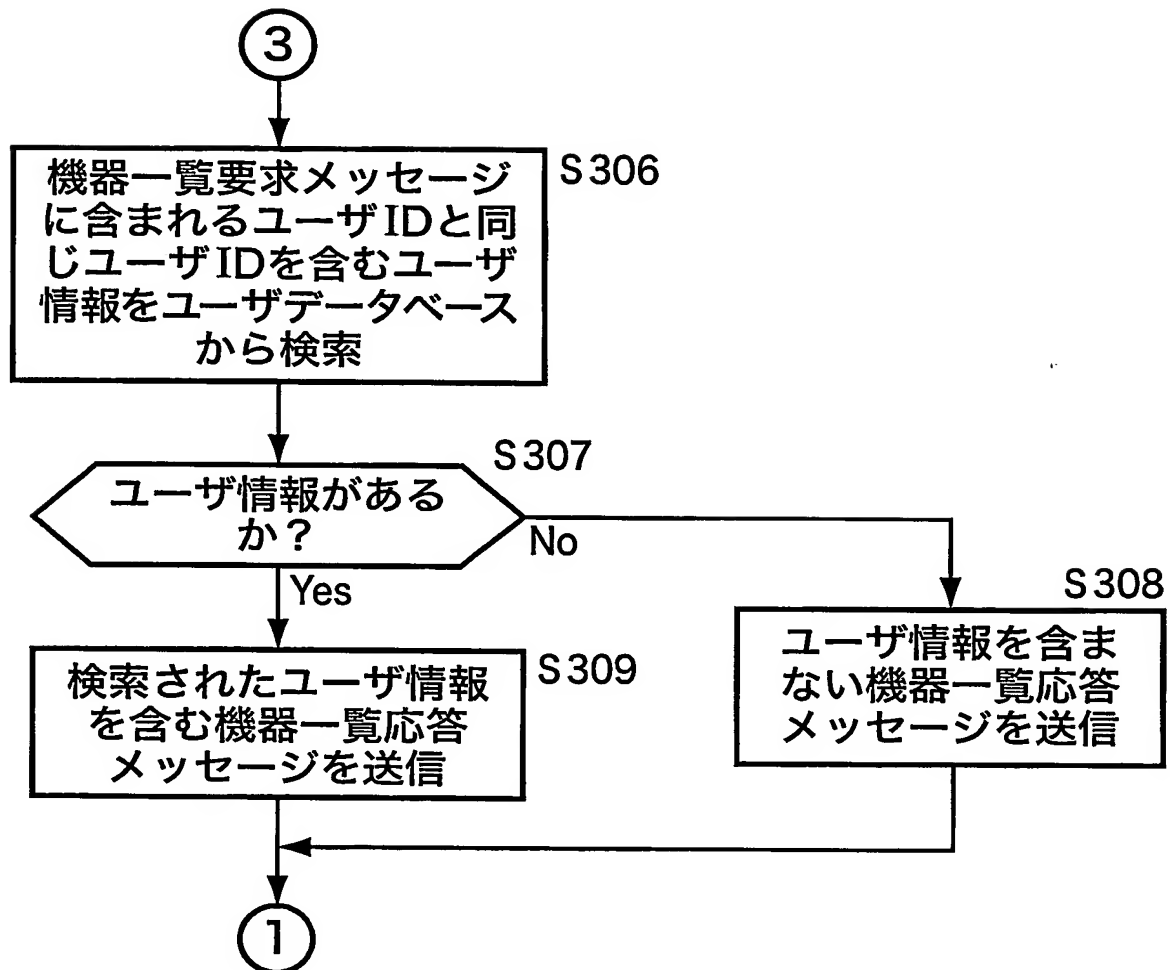 3
機器一覧要求メッセージ
S306
に含まれるユーザIDと同
じユーザIDを含むユーザ
情報をユーザデータベース
から検索
S307
ユーザ情報がある
か？
No
Yes
S308
ユーザ情報を含ま
ない機器一覧応答
メッセージを送信
S309
検索されたユーザ情報
を含む機器一覧応答
メッセージを送信
1